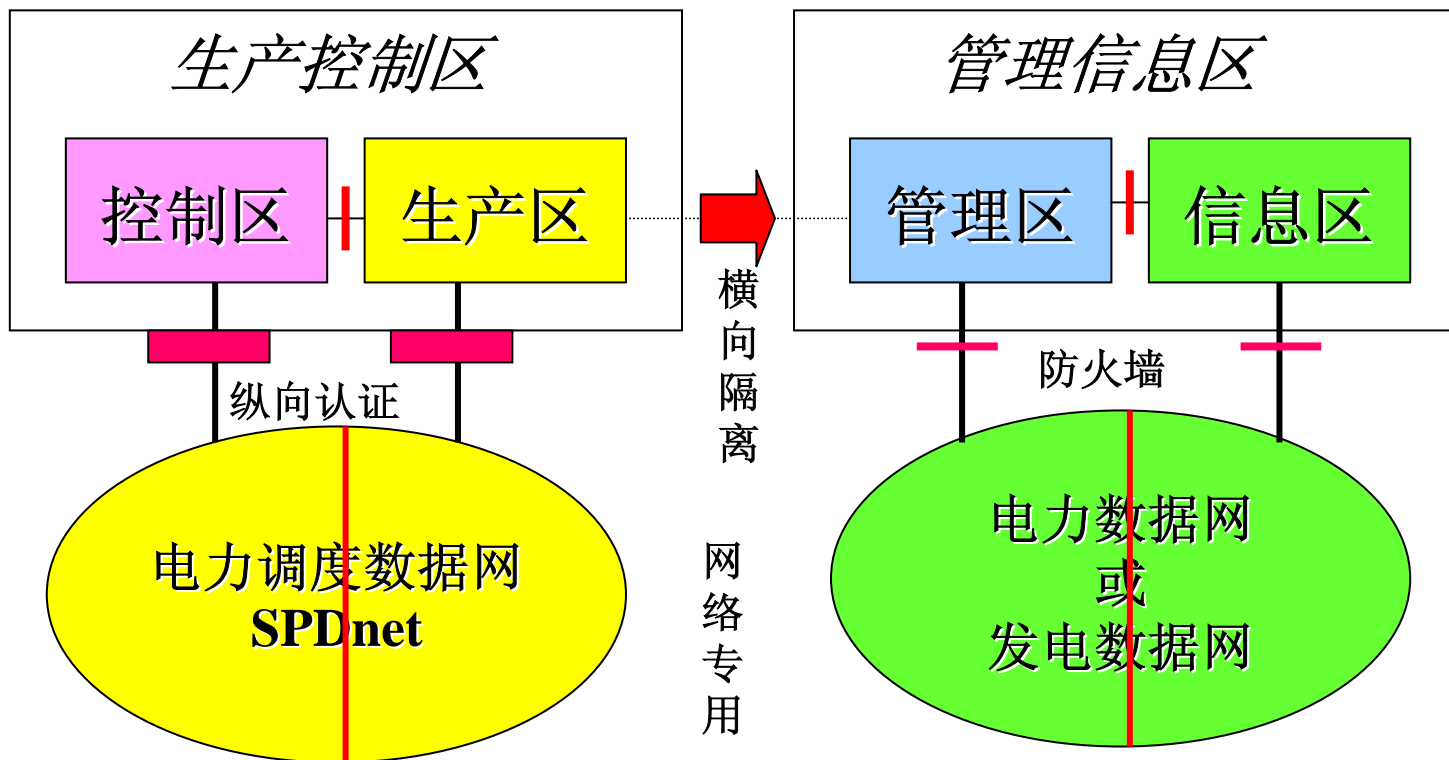 生产控制区
管理信息区
控制区
生产区
管理区
信息区
横向隔离
纵向认证
防火墙
电力调度数据网
SPDnet
网络专用
电力数据网
或
发电数据网